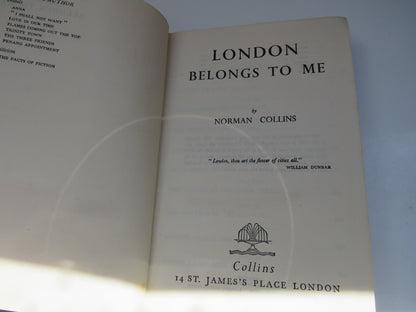 AUTHOR
ANNA
"I SHALL NOT WANT"
LOVE IN OUR TIME
FLAMES COMING OUT THE TOP
TRINITY TOWN
THE THREE FRIENDS
PENANG APPOINTMENT
THE FACTS OF FICTION
LONDON
BELONGS TO ME
by
NORMAN COLLINS
"London, thou art the flower of cities all."
WILLIAM DUNBAR
Collins
14 ST. JAMES'S PLACE LONDON